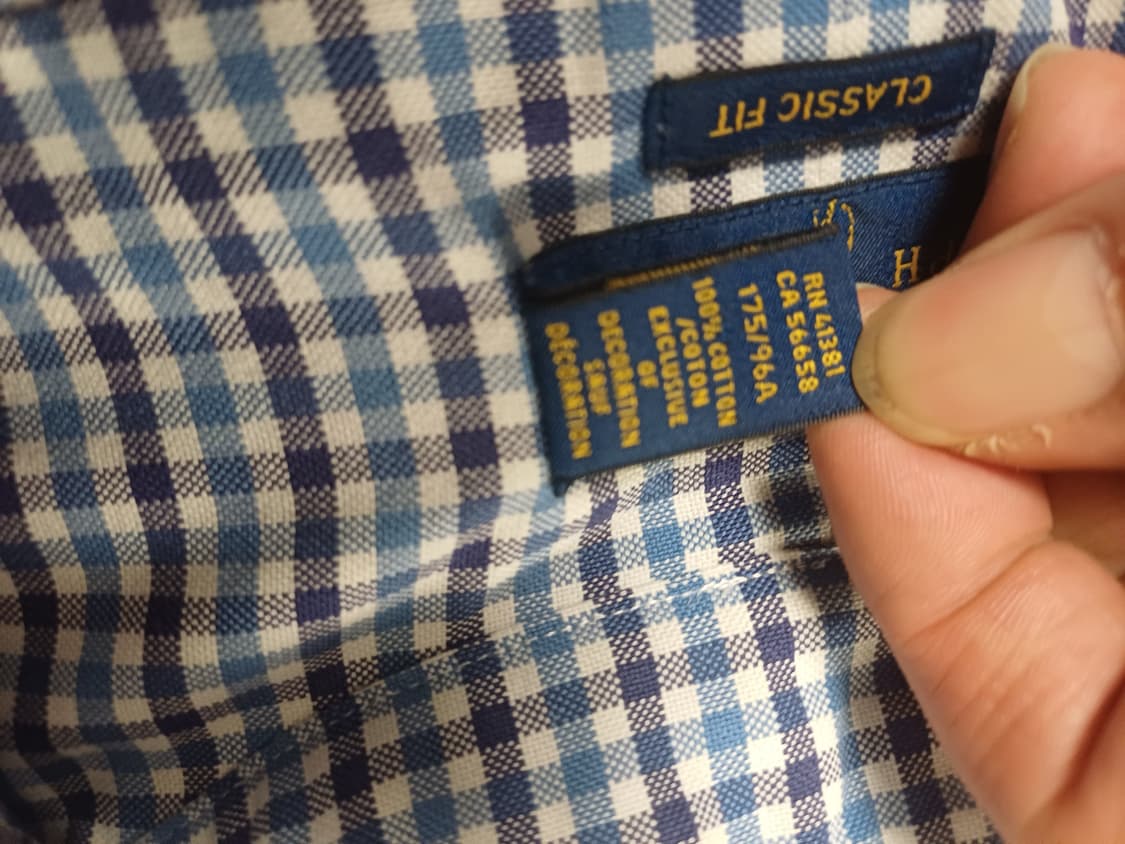 CLASSIC FIT
H
RN 41381
CA 56658
175/96A
100% COTTON
/COTON
EXCLUSIVE
OF
DECORATION
SAUF
DÉCORATION